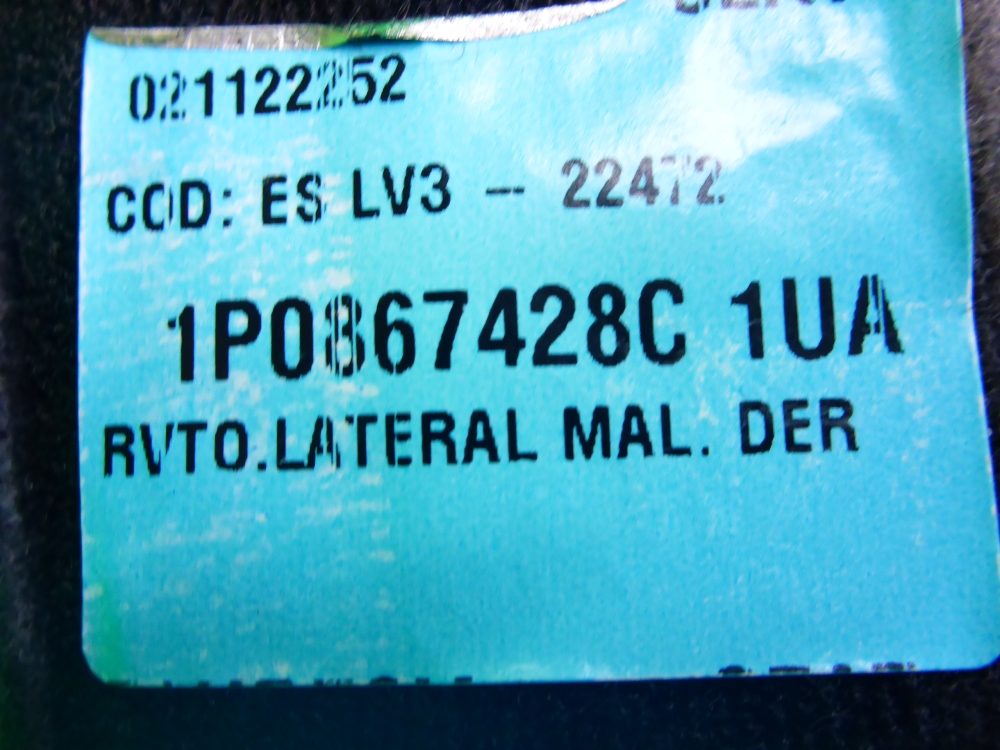 021122252
COD: ES LV3 - 22472
1P0867428C 1UA
RVTO.LATERAL MAL. DER